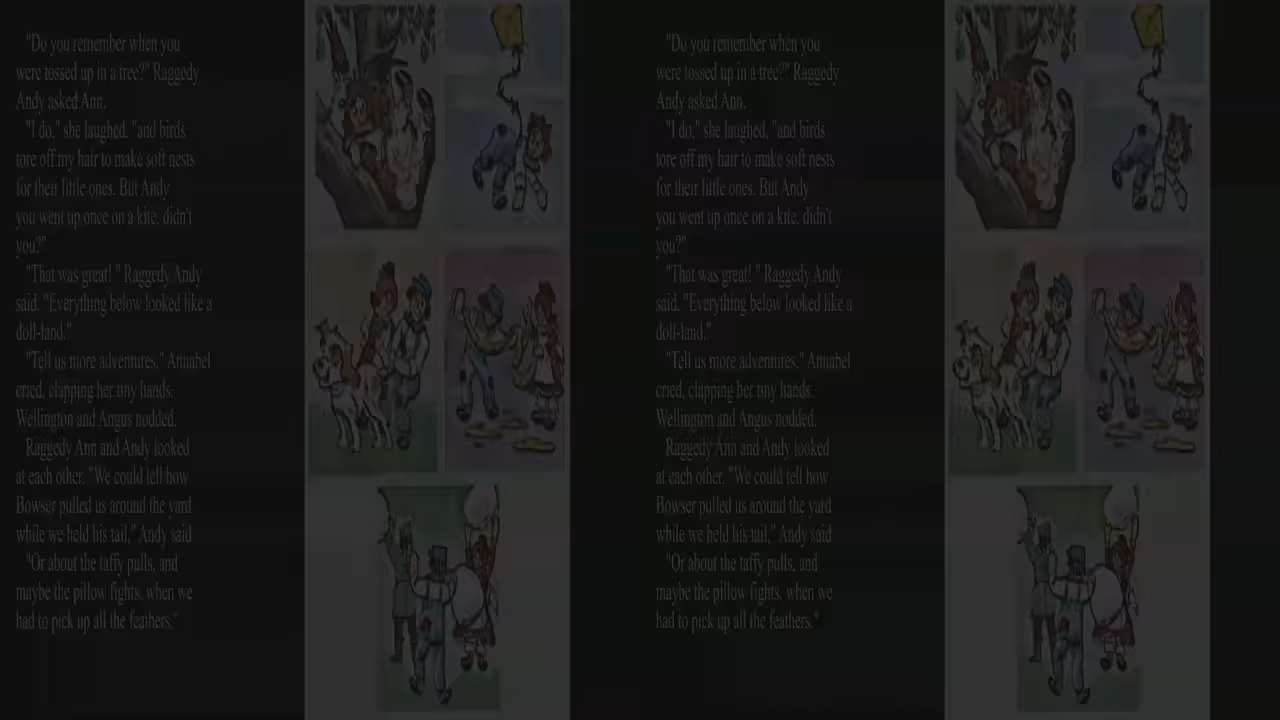 "Do you remember when you
were tossed up in a tree?" Raggedy
Andy asked Ann.
"I do," she laughed, "and birds
tore off my hair to make soft nests
for their little ones. But Andy
you went up once on a kite, didn't
you?"
"That was great! " Raggedy Andy
said. "Everything below looked like a
doll-land."
"Tell us more adventures," Annabel
cried, clapping her tiny hands.
Wellington and Angus nodded.
Raggedy Ann and Andy looked
at each other. "We could tell how
Bowser pulled us around the yard
while we held his tail," Andy said
"Or about the taffy pulls, and
maybe the pillow fights, when we
had to pick up all the feathers."
"Do you remember when you
were tossed up in a tree?" Raggedy
Andy asked Ann.
"I do," she laughed, "and birds
tore off my hair to make soft nests
for their little ones. But Andy
you went up once on a kite, didn't
you?"
"That was great! " Raggedy Andy
said. "Everything below looked like a
doll-land."
"Tell us more adventures," Annabel
cried, clapping her tiny hands.
Wellington and Angus nodded.
Raggedy Ann and Andy looked
at each other. "We could tell how
Bowser pulled us around the yard
while we held his tail," Andy said
"Or about the taffy pulls, and
maybe the pillow fights, when we
had to pick up all the feathers."